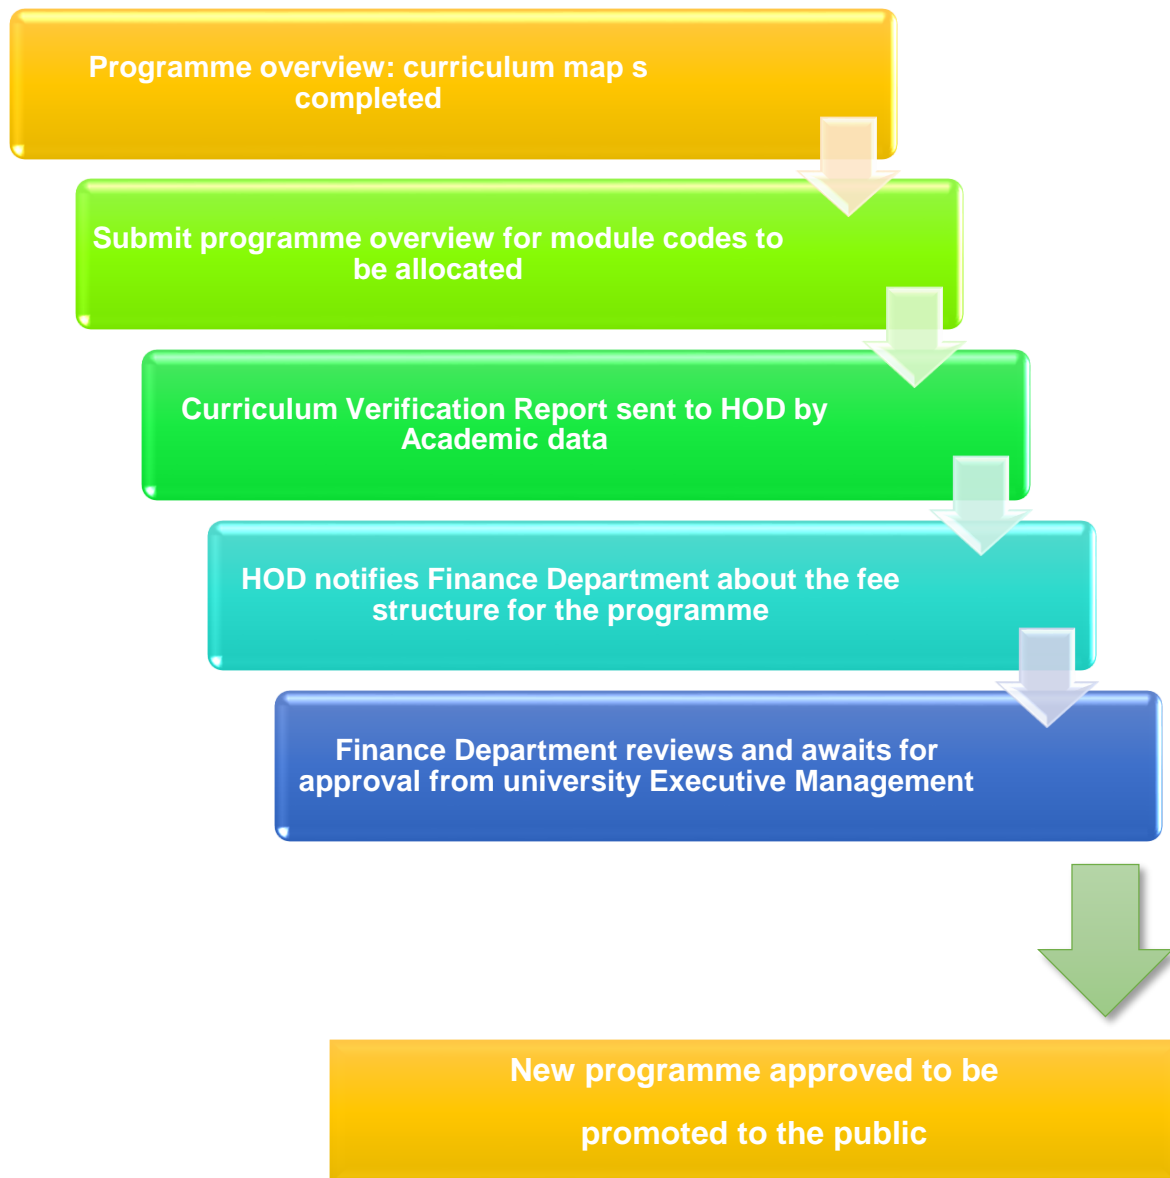 Programme overview: curriculum map s
completed
Submit programme overview for module codes to
be allocated
Curriculum Verification Report sent to HOD by
Academic data
HOD notifies Finance Department about the fee
structure for the programme
Finance Department reviews and awaits for
approval from university Executive Management
New programme approved to be
promoted to the public